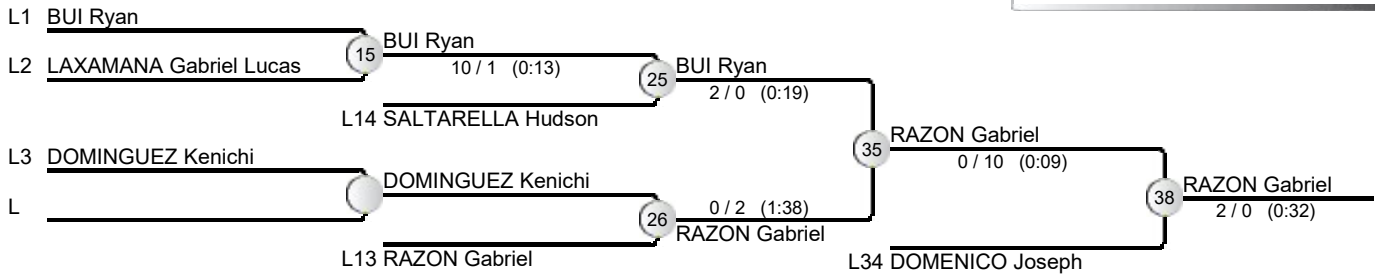 L1 BUI Ryan
15
BUI Ryan
10 / 1 (0:13)
L2 LAXAMANA Gabriel Lucas
25
BUI Ryan
2 / 0 (0:19)
L14 SALTARELLA Hudson
35
RAZON Gabriel
0 / 10 (0:09)
L3 DOMINGUEZ Kenichi
DOMINGUEZ Kenichi
L
26
0 / 2 (1:38)
RAZON Gabriel
L13 RAZON Gabriel
38
RAZON Gabriel
2 / 0 (0:32)
L34 DOMENICO Joseph